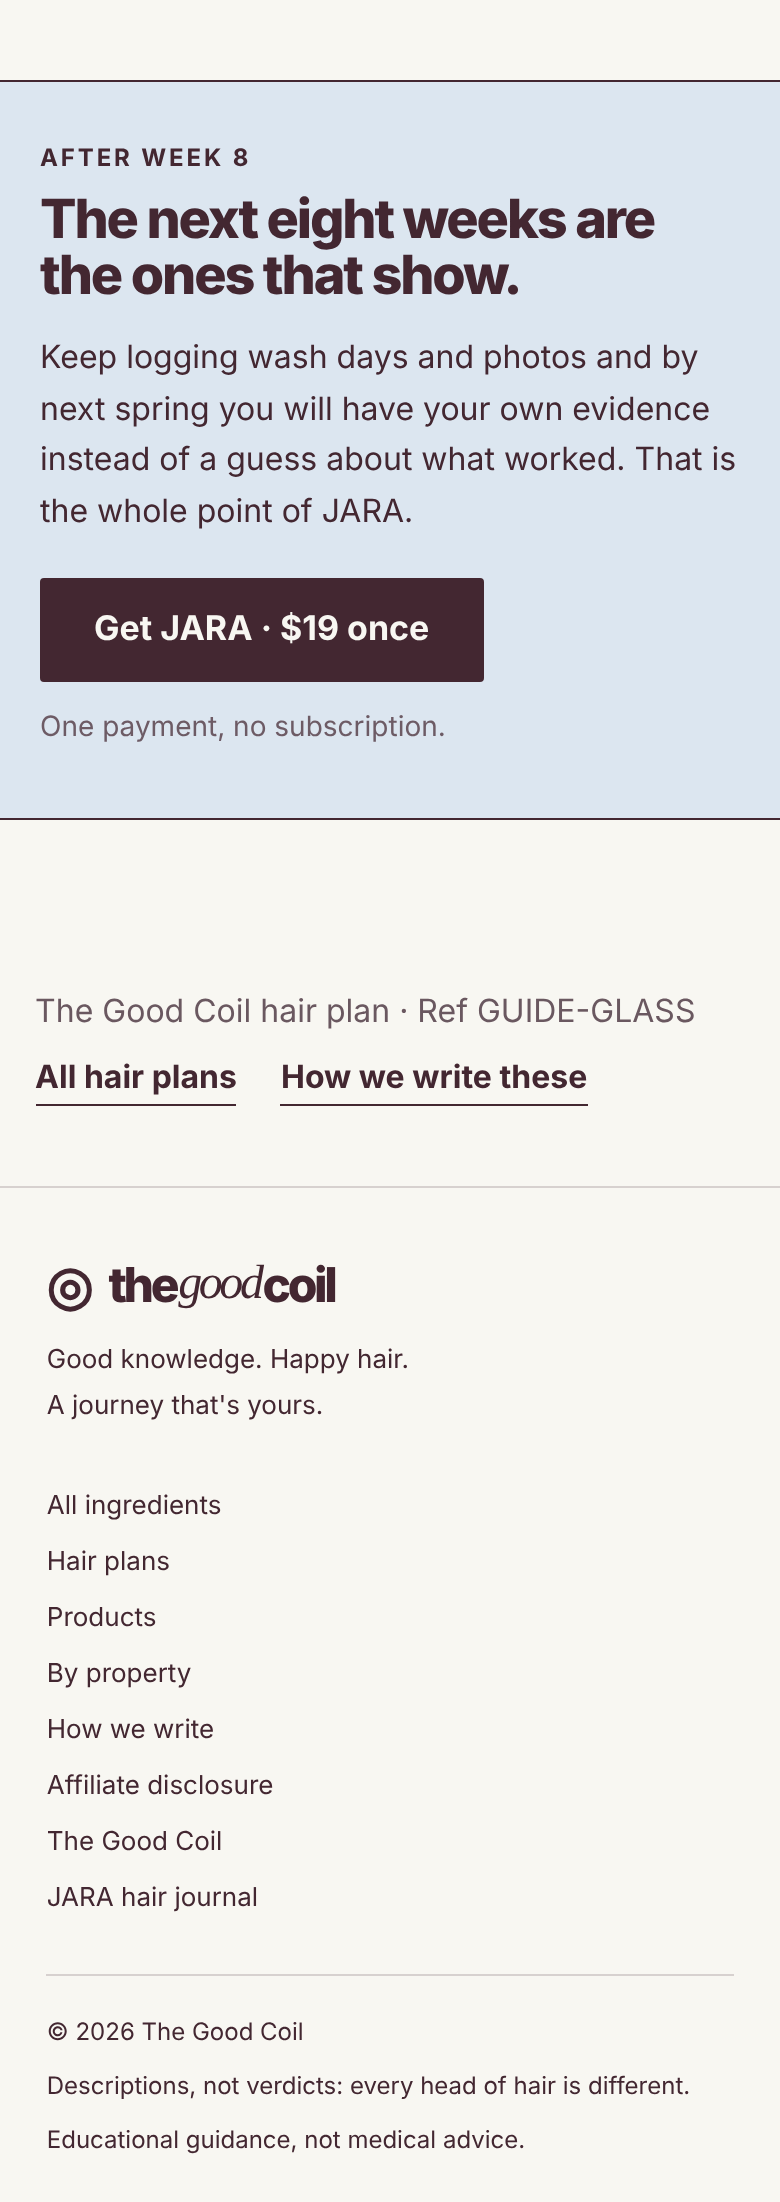 AFTER WEEK 8
The next eight weeks are
the ones that show.
Keep logging wash days and photos and by
next spring you will have your own evidence
instead of a guess about what worked. That is
the whole point of JARA.
Get JARA · $19 once
One payment, no subscription.
The Good Coil hair plan · Ref GUIDE-GLASS
All hair plans How we write these
thegoodcoil
Good knowledge. Happy hair.
A journey that's yours.
All ingredients
Hair plans
Products
By property
How we write
Affiliate disclosure
The Good Coil
JARA hair journal
© 2026 The Good Coil
Descriptions, not verdicts: every head of hair is different.
Educational guidance, not medical advice.